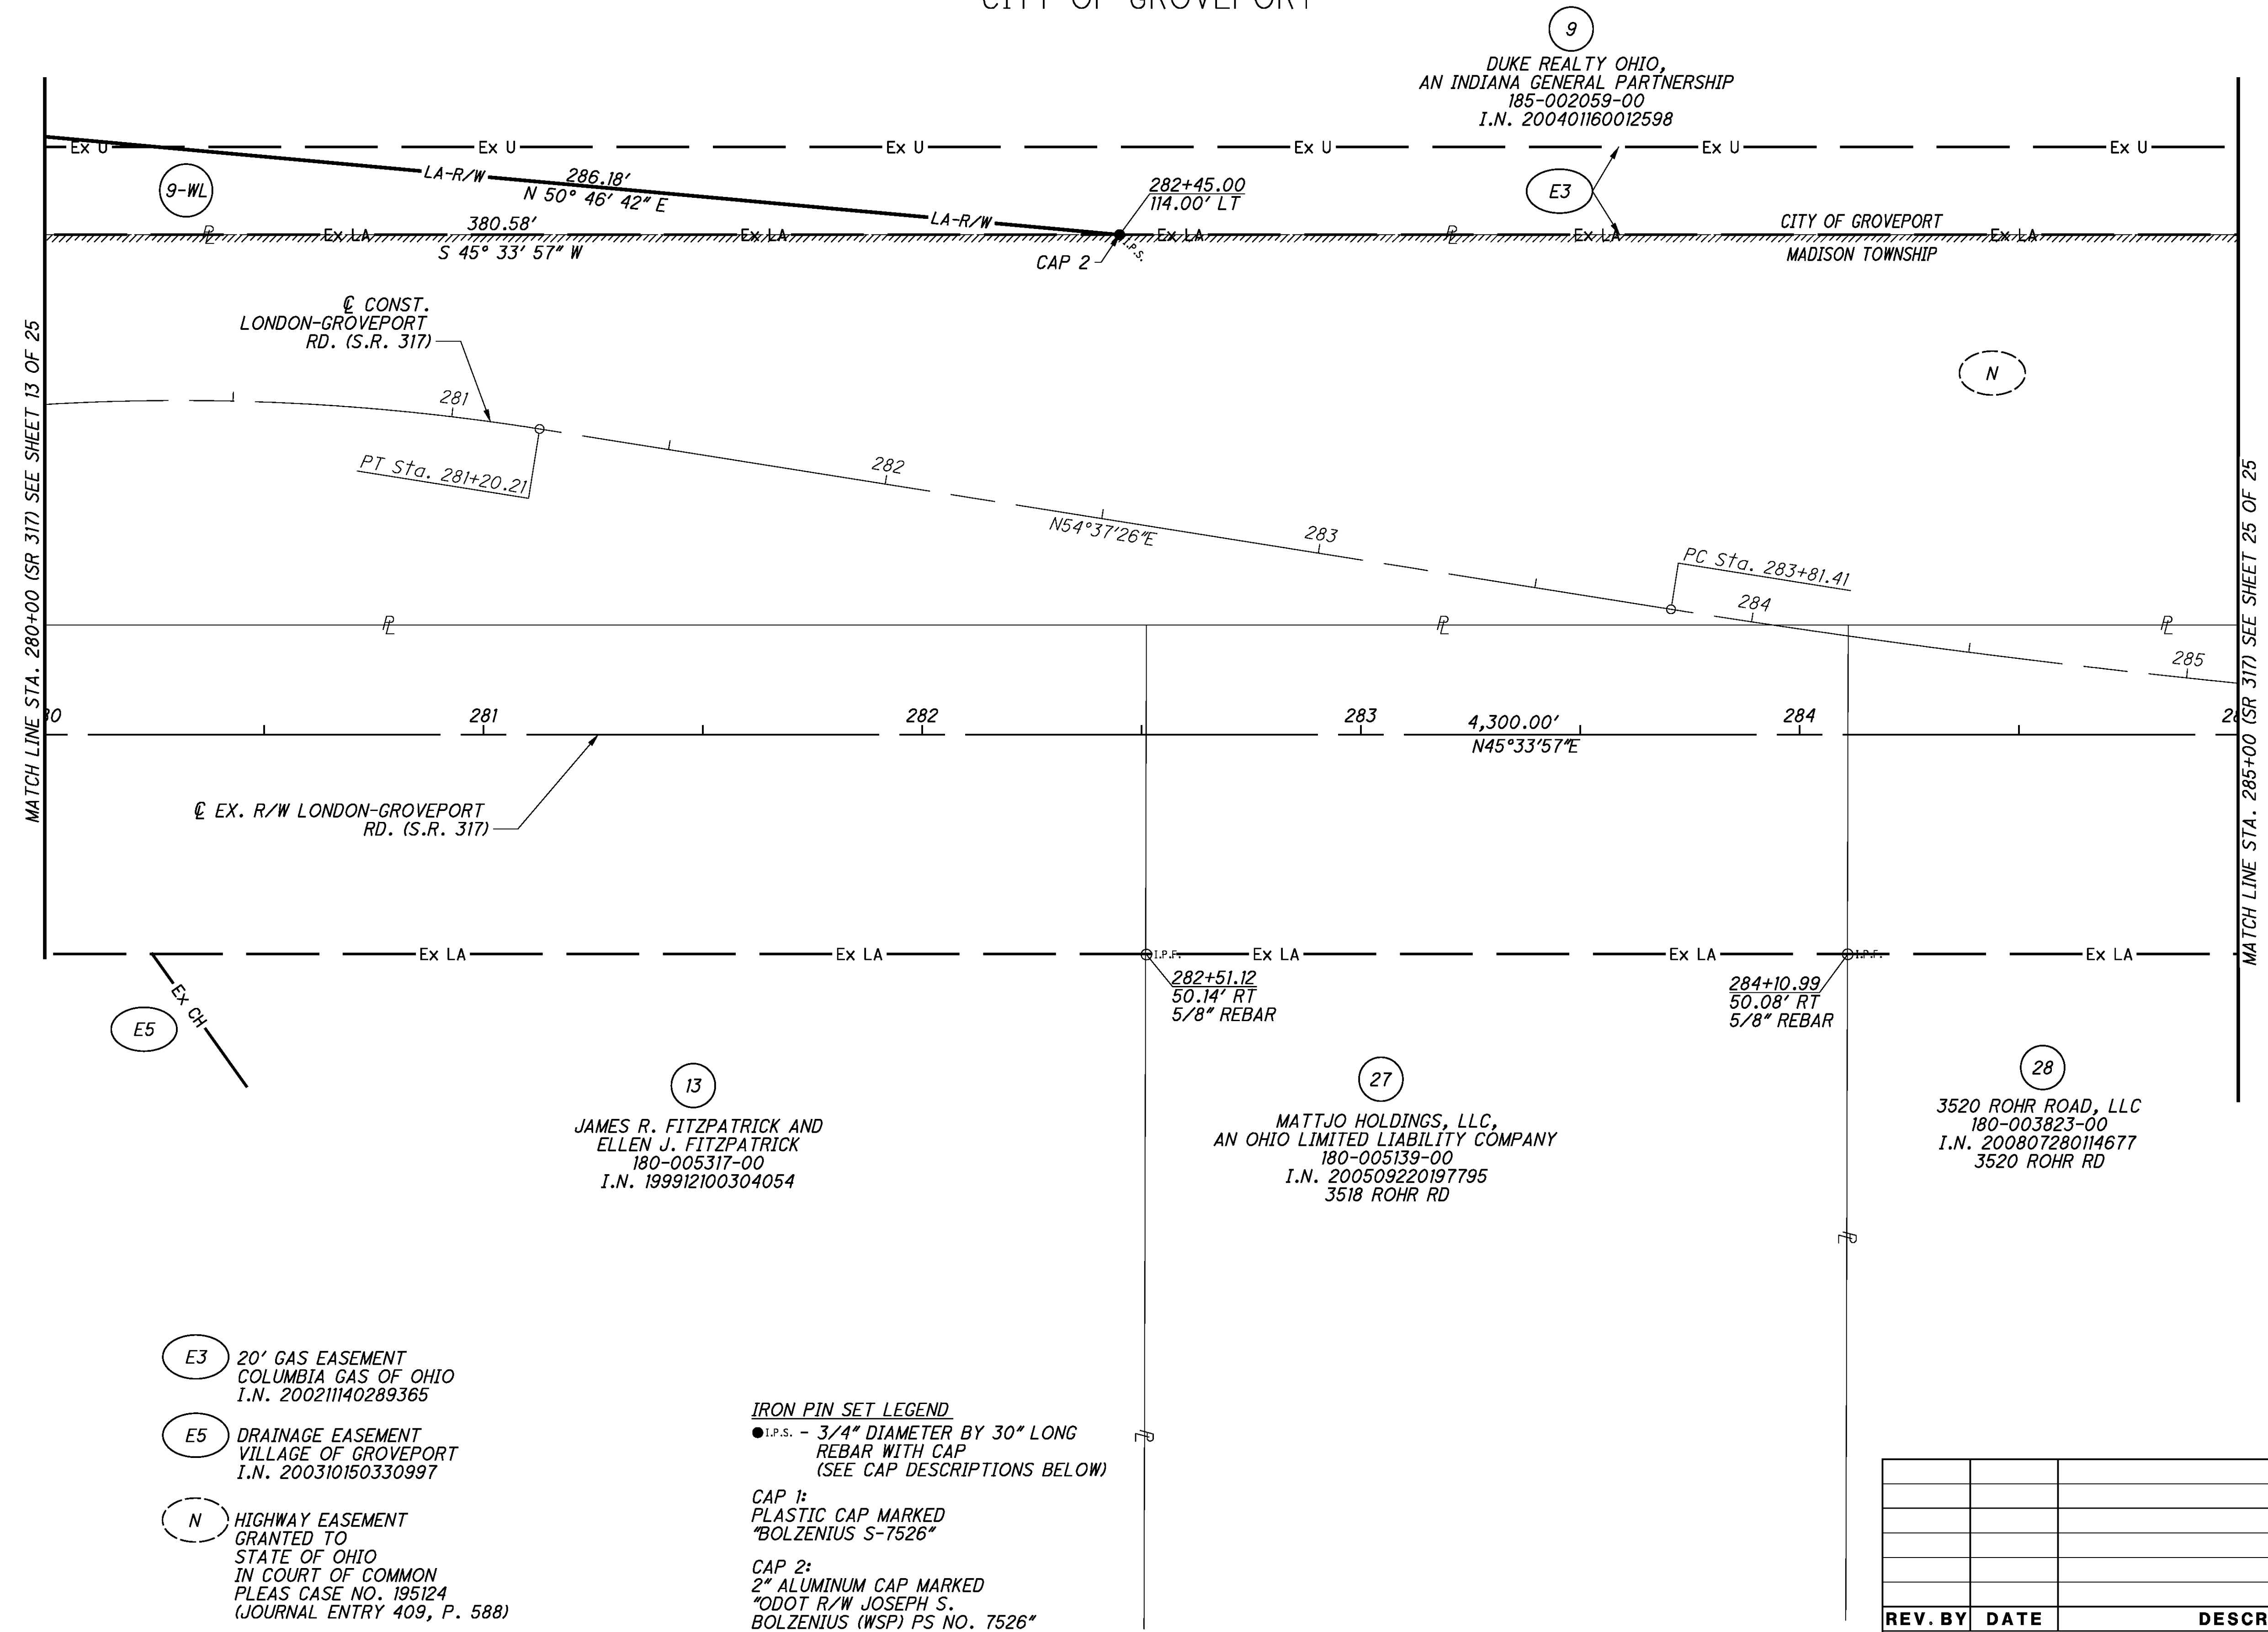 CITY OF GROVEPORT
9
DUKE REALTY OHIO,
AN INDIANA GENERAL PARTNERSHIP
185-002059-00
I.N. 200401160012598
Ex U
Ex U
Ex U
Ex U
Ex U
Ex U
9-WL
LA-R/W
286.18'
N 50° 46' 42" E
LA-R/W
282+45.00
114.00' LT
E3
CITY OF GROVEPORT
MADISON TOWNSHIP
380.58'
S 45° 33' 57" W
PL
Ex LA
Ex LA
Ex LA
PL
Ex LA
Ex LA
I.P.S.
CAP 2
CL CONST.
LONDON-GROVEPORT
RD. (S.R. 317)
N
281
PT Sta. 281+20.21
282
N54°37'26"E
283
PC Sta. 283+81.41
284
285
PL
PL
PL
MATCH LINE STA. 280+00 (SR 317) SEE SHEET 13 OF 25
MATCH LINE STA. 285+00 (SR 317) SEE SHEET 25 OF 25
281
282
283
4,300.00'
N45°33'57"E
284
CL EX. R/W LONDON-GROVEPORT
RD. (S.R. 317)
Ex LA
Ex LA
I.P.F.
Ex LA
Ex LA
I.P.F.
Ex LA
Ex CH
E5
282+51.12
50.14' RT
5/8" REBAR
284+10.99
50.08' RT
5/8" REBAR
13
JAMES R. FITZPATRICK AND
ELLEN J. FITZPATRICK
180-005317-00
I.N. 199912100304054
27
MATTJO HOLDINGS, LLC,
AN OHIO LIMITED LIABILITY COMPANY
180-005139-00
I.N. 200509220197795
3518 ROHR RD
28
3520 ROHR ROAD, LLC
180-003823-00
I.N. 200807280114677
3520 ROHR RD
PL
PL
E3
20' GAS EASEMENT
COLUMBIA GAS OF OHIO
I.N. 200211140289365
E5
DRAINAGE EASEMENT
VILLAGE OF GROVEPORT
I.N. 200310150330997
N
HIGHWAY EASEMENT
GRANTED TO
STATE OF OHIO
IN COURT OF COMMON
PLEAS CASE NO. 195124
(JOURNAL ENTRY 409, P. 588)
IRON PIN SET LEGEND
I.P.S. - 3/4" DIAMETER BY 30" LONG
REBAR WITH CAP
(SEE CAP DESCRIPTIONS BELOW)
CAP 1:
PLASTIC CAP MARKED
"BOLZENIUS S-7526"
CAP 2:
2" ALUMINUM CAP MARKED
"ODOT R/W JOSEPH S.
BOLZENIUS (WSP) PS NO. 7526"
REV. BY DATE DESCR